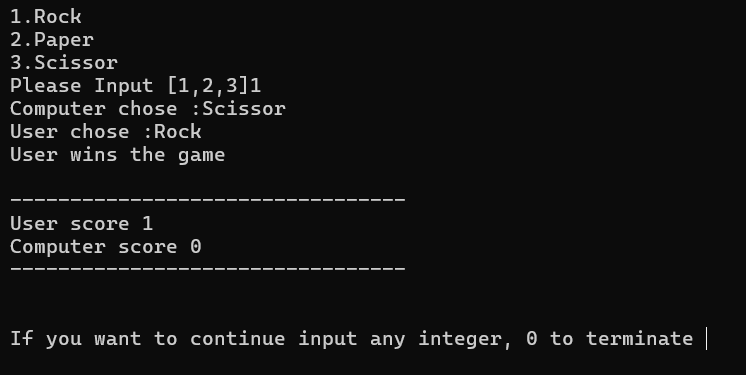 1.Rock
2.Paper
3.Scissor
Please Input [1,2,3]1
Computer chose :Scissor
User chose :Rock
User wins the game
---------------------------------
User score 1
Computer score 0
---------------------------------
If you want to continue input any integer, 0 to terminate